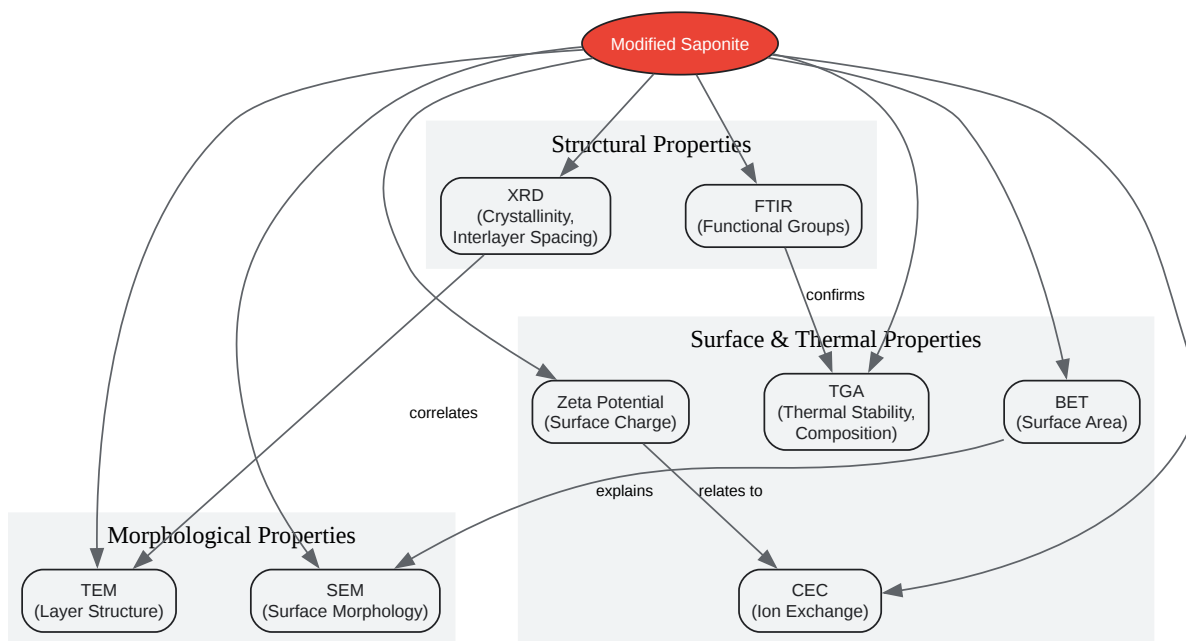 Modified Saponite
Structural Properties
XRD
(Crystallinity,
Interlayer Spacing)
FTIR
(Functional Groups)
confirms
Surface & Thermal Properties
Zeta Potential
(Surface Charge)
TGA
(Thermal Stability,
Composition)
BET
(Surface Area)
correlates
explains
relates to
Morphological Properties
TEM
(Layer Structure)
SEM
(Surface Morphology)
CEC
(Ion Exchange)